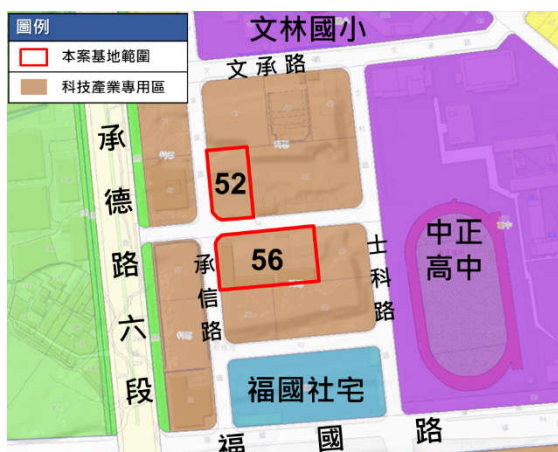 圖例
本案基地範圍
科技產業專用區
文林國小
文承路
承德路六段
52
56
承信路
士科路
中正
高中
福國社宅
福國路